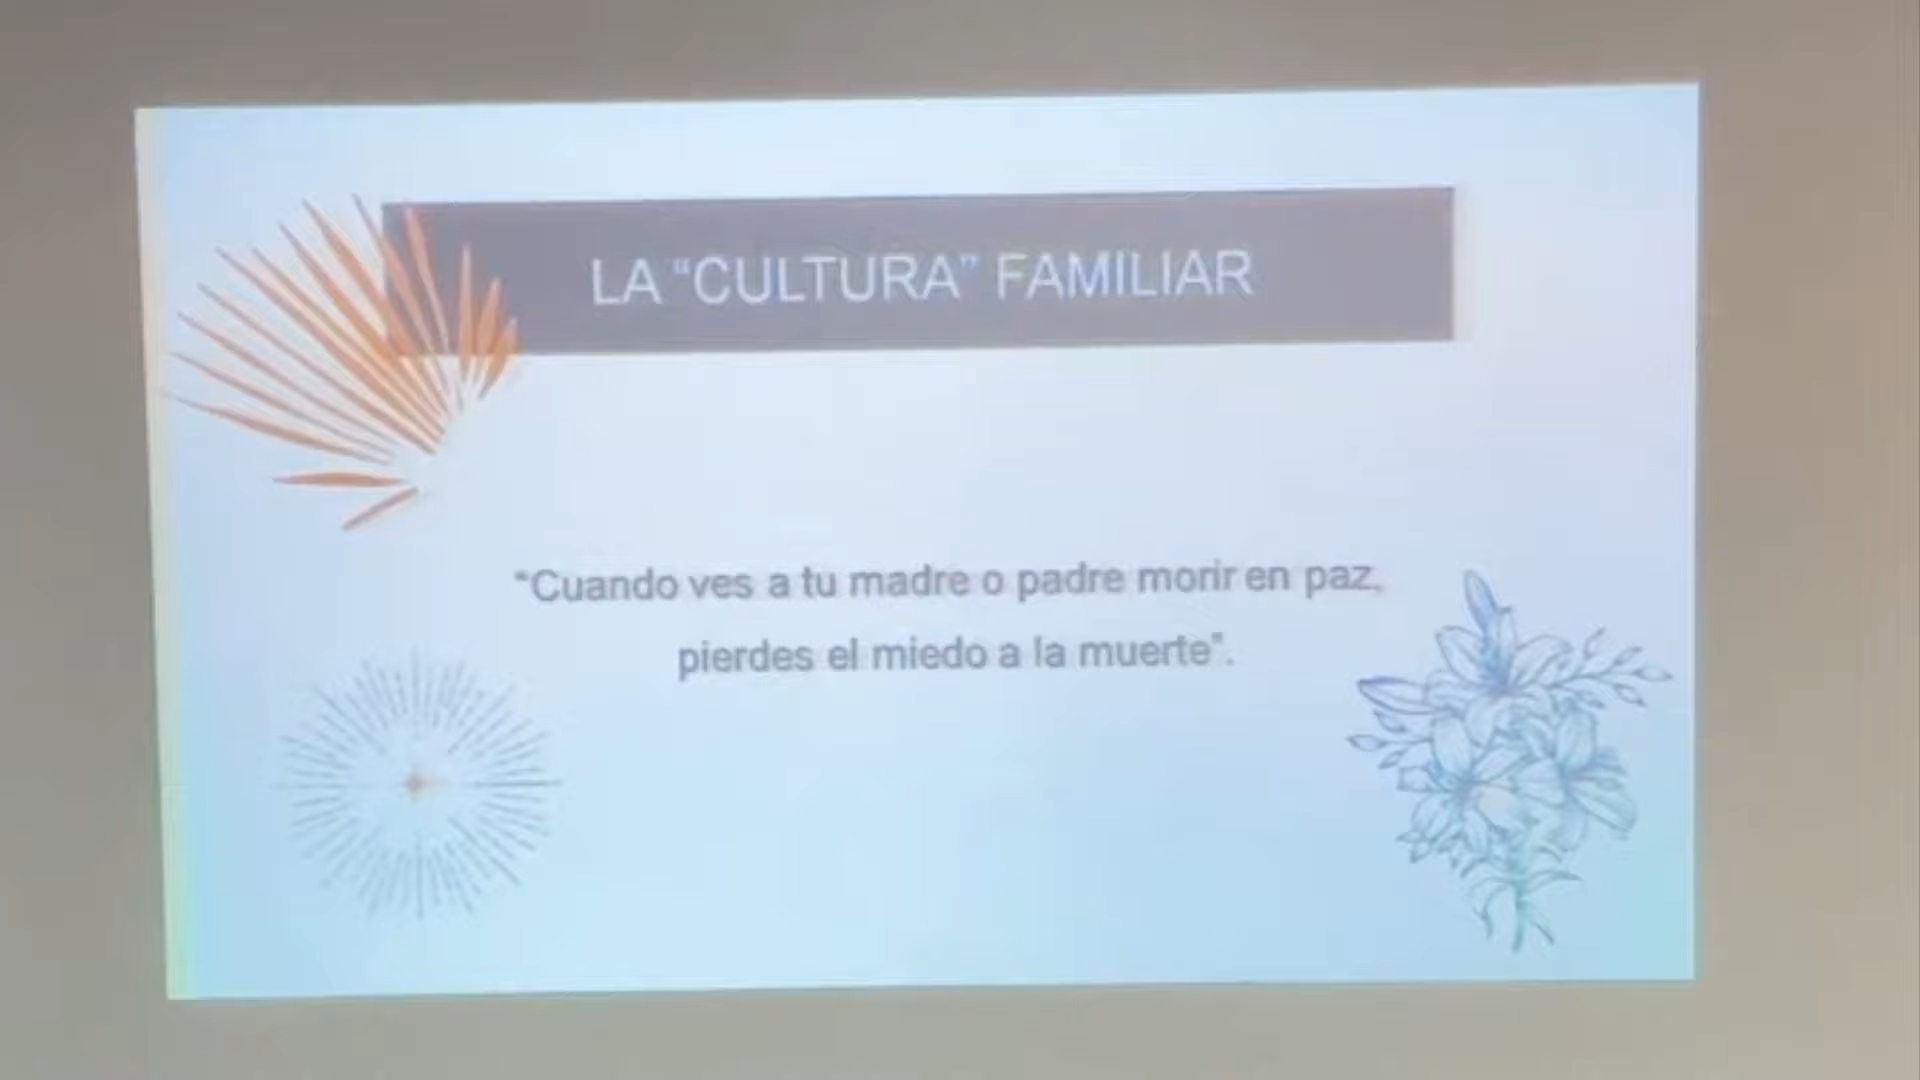 LA “CULTURA” FAMILIAR
“Cuando ves a tu madre o padre morir en paz,
pierdes el miedo a la muerte”.